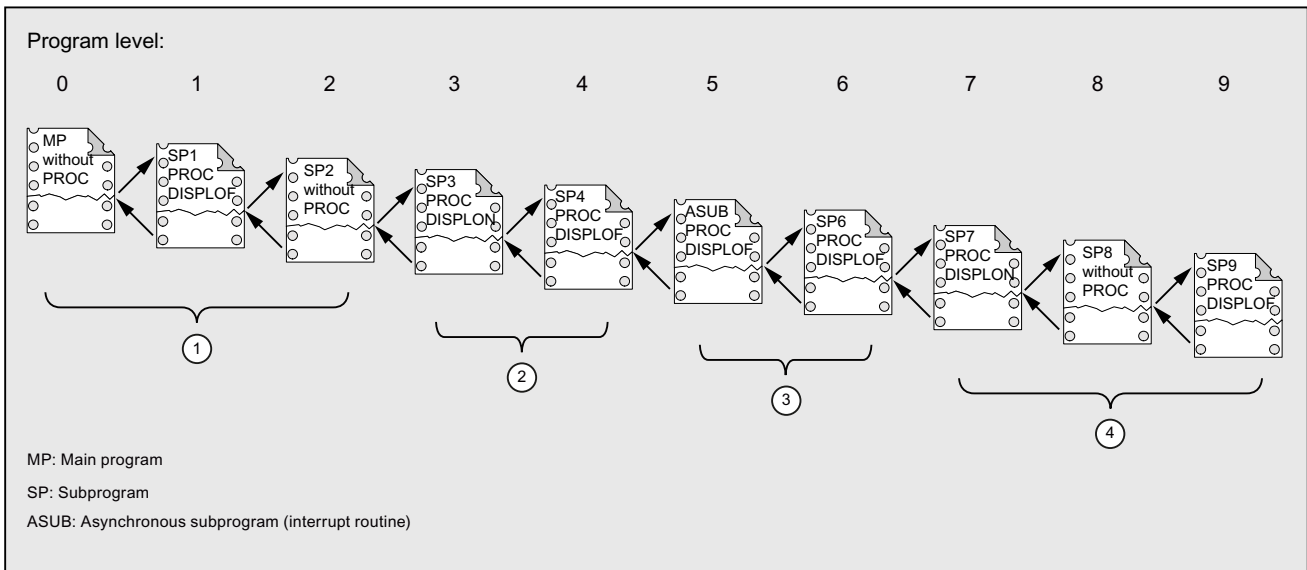 Program level:
0 1 2 3 4 5 6 7 8 9
MP
without
PROC
SP1
PROC
DISPLOF
SP2
without
PROC
SP3
PROC
DISPLON
SP4
PROC
DISPLOF
ASUB
PROC
DISPLOF
SP6
PROC
DISPLOF
SP7
PROC
DISPLON
SP8
without
PROC
SP9
PROC
DISPLOF
1
2
3
4
MP: Main program
SP: Subprogram
ASUB: Asynchronous subprogram (interrupt routine)